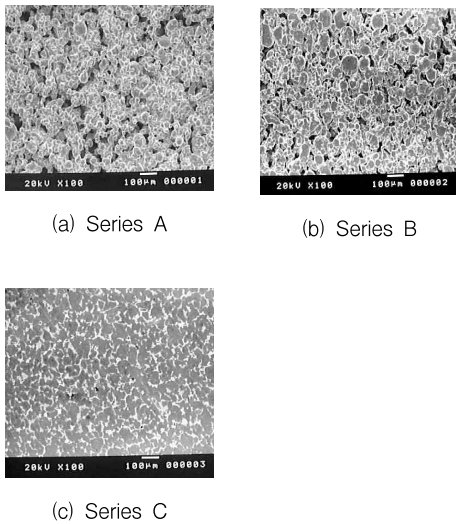 20kV X100 100µm 000001
20kV X100 100µm 000002
(a) Series A
(b) Series B
20kV X100 100µm 000003
(c) Series C